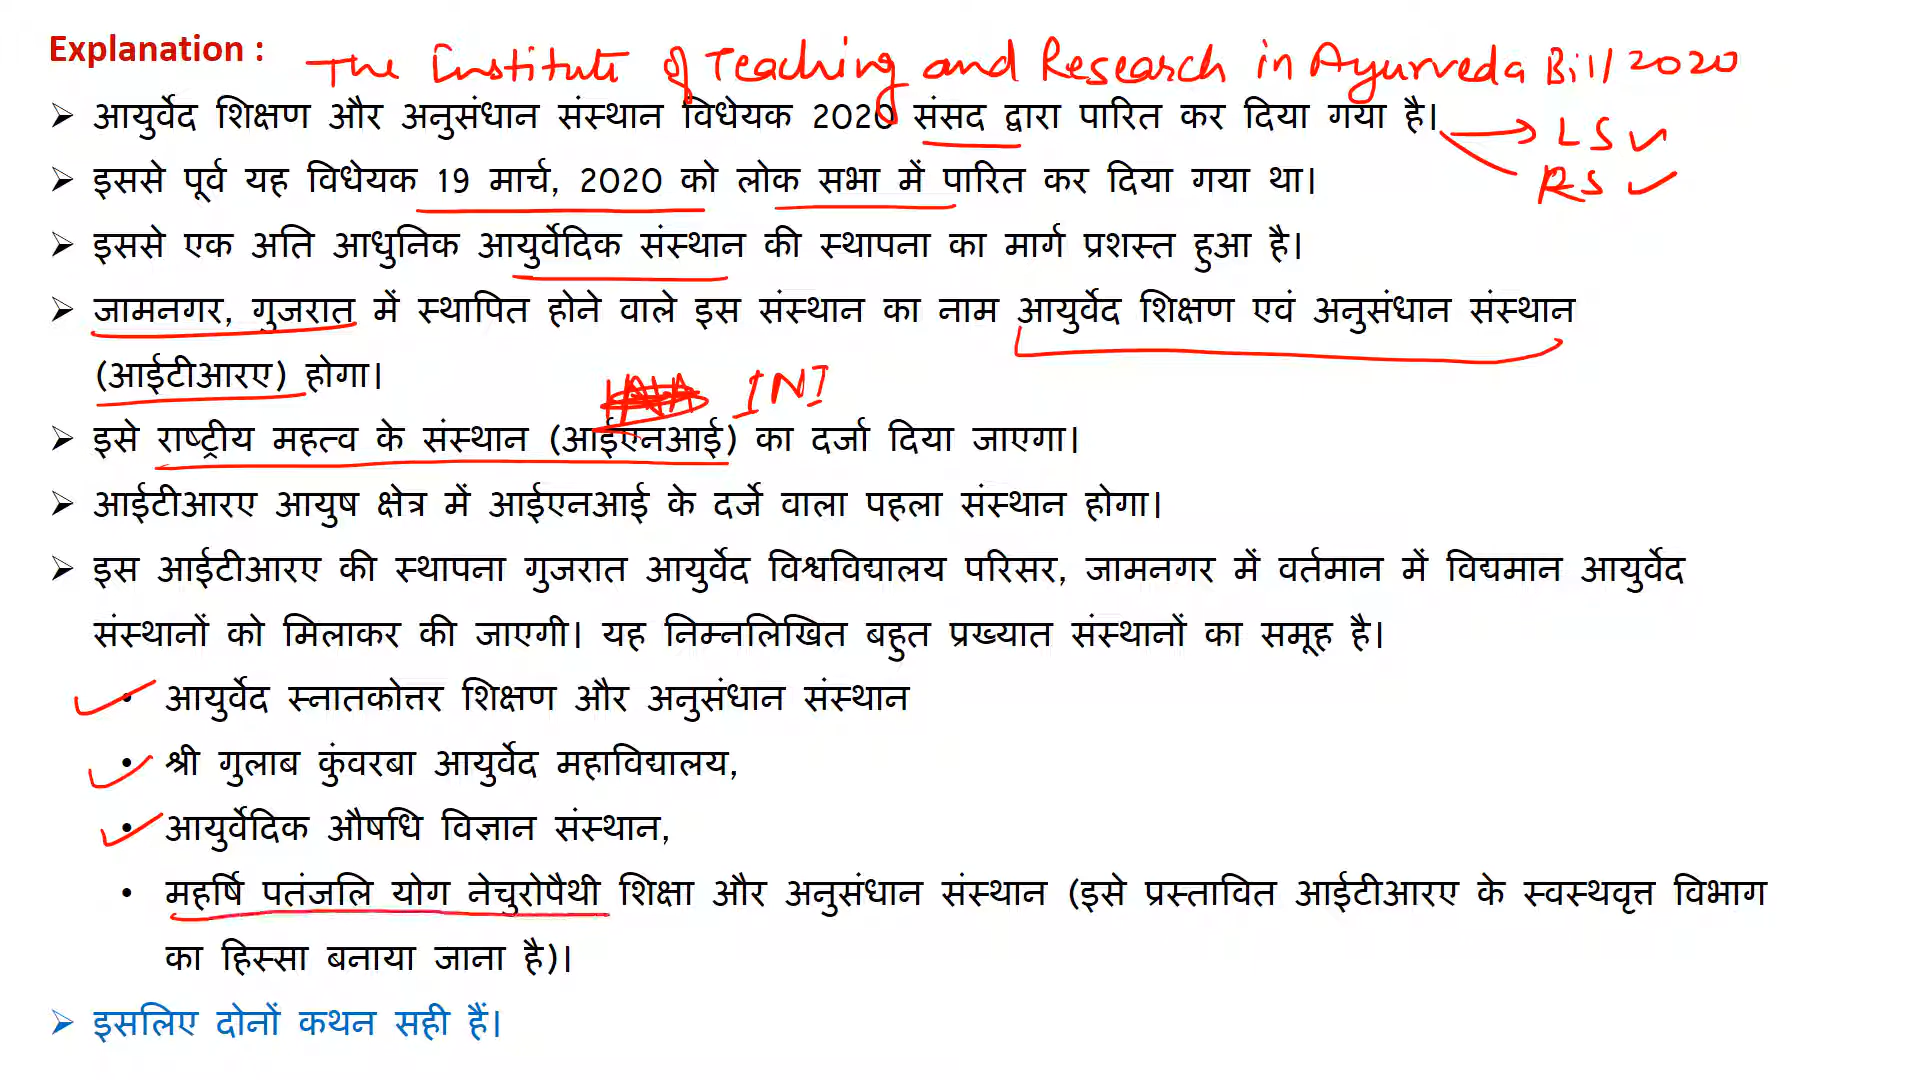 Explanation :
The Institute of Teaching and Research in Ayurveda Bill 2020
➢ आयुर्वेद शिक्षण और अनुसंधान संस्थान विधेयक 2020 संसद द्वारा पारित कर दिया गया है।
LS ✓
➢ इससे पूर्व यह विधेयक 19 मार्च, 2020 को लोक सभा में पारित कर दिया गया था।
RS ✓
➢ इससे एक अति आधुनिक आयुर्वेदिक संस्थान की स्थापना का मार्ग प्रशस्त हुआ है।
➢ जामनगर, गुजरात में स्थापित होने वाले इस संस्थान का नाम आयुर्वेद शिक्षण एवं अनुसंधान संस्थान
(आईटीआरए) होगा।
INI
➢ इसे राष्ट्रीय महत्व के संस्थान (आईएनआई) का दर्जा दिया जाएगा।
➢ आईटीआरए आयुष क्षेत्र में आईएनआई के दर्जे वाला पहला संस्थान होगा।
➢ इस आईटीआरए की स्थापना गुजरात आयुर्वेद विश्वविद्यालय परिसर, जामनगर में वर्तमान में विद्यमान आयुर्वेद
संस्थानों को मिलाकर की जाएगी। यह निम्नलिखित बहुत प्रख्यात संस्थानों का समूह है।
• आयुर्वेद स्नातकोत्तर शिक्षण और अनुसंधान संस्थान
• श्री गुलाब कुंवरबा आयुर्वेद महाविद्यालय,
• आयुर्वेदिक औषधि विज्ञान संस्थान,
• महर्षि पतंजलि योग नेचुरोपैथी शिक्षा और अनुसंधान संस्थान (इसे प्रस्तावित आईटीआरए के स्वस्थवृत्त विभाग
का हिस्सा बनाया जाना है)।
➢ इसलिए दोनों कथन सही हैं।